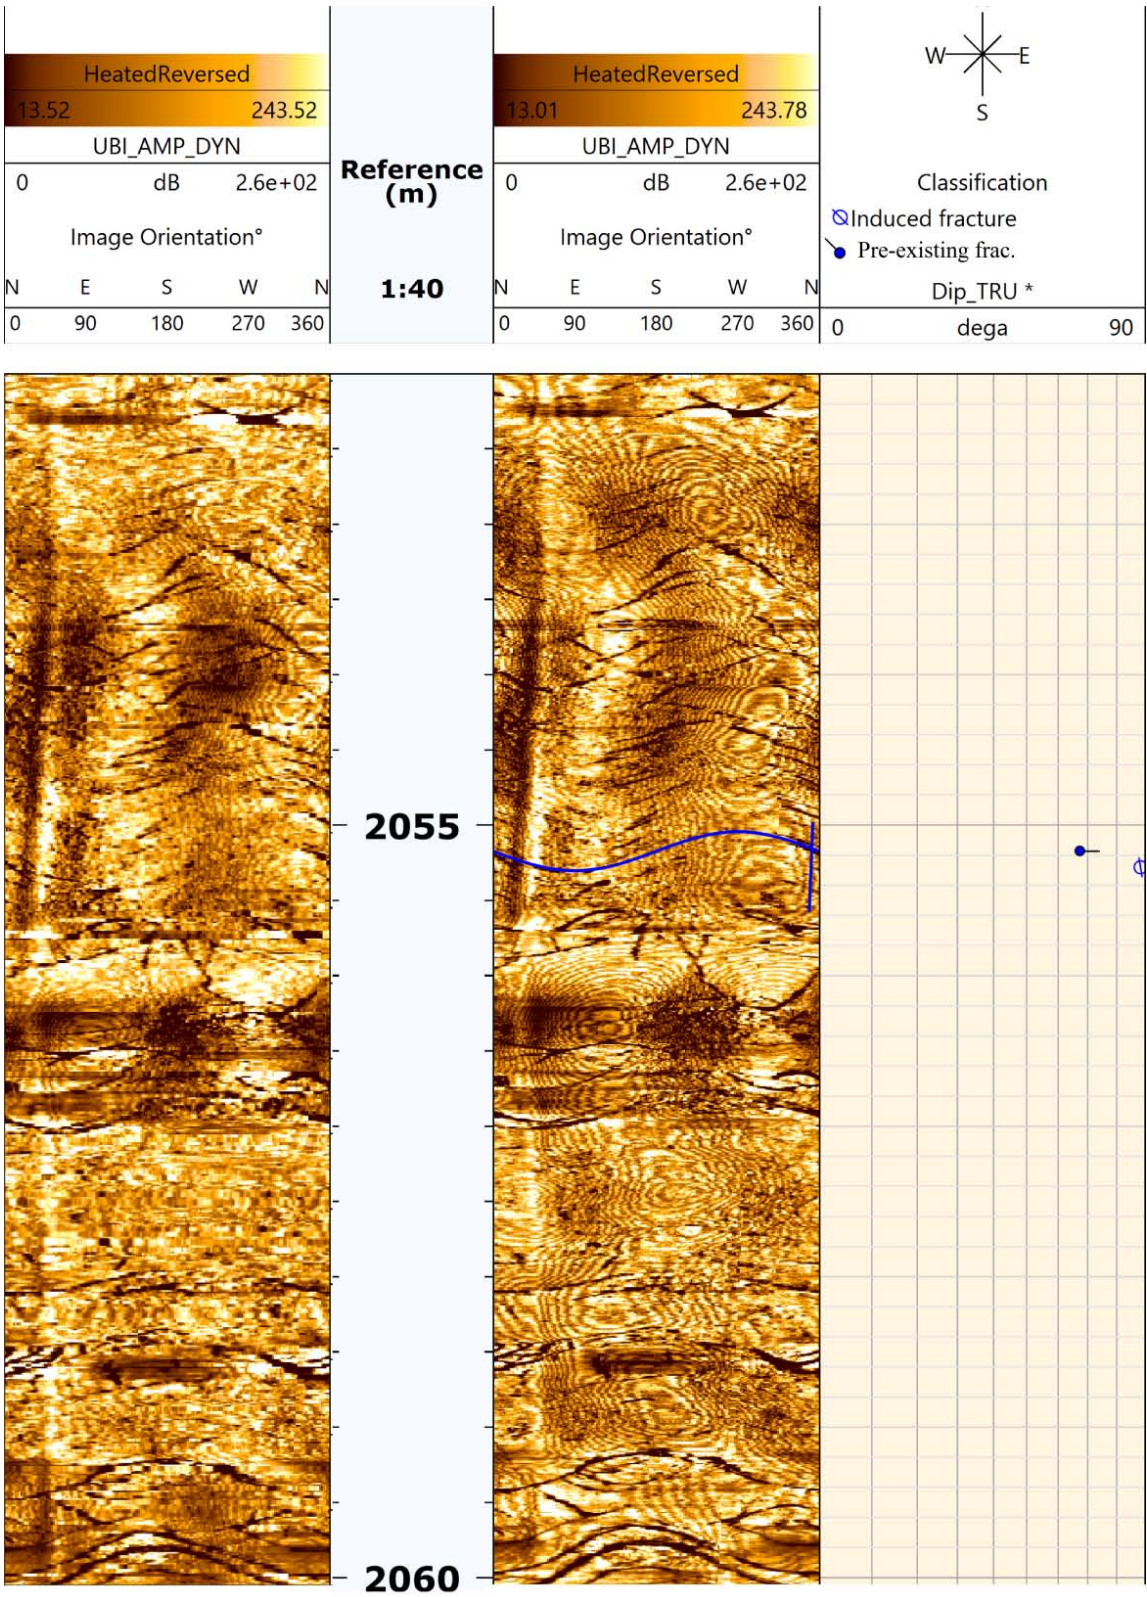 HeatedReversed
13.52 243.52
UBI_AMP_DYN
0 dB 2.6e+02
Image Orientation°
N E S W N
0 90 180 270 360
Reference
(m)
1:40
HeatedReversed
13.01 243.78
UBI_AMP_DYN
0 dB 2.6e+02
Image Orientation°
N E S W N
0 90 180 270 360
W E
S
Classification
Induced fracture
Pre-existing frac.
Dip_TRU *
0 dega 90
2055
2060